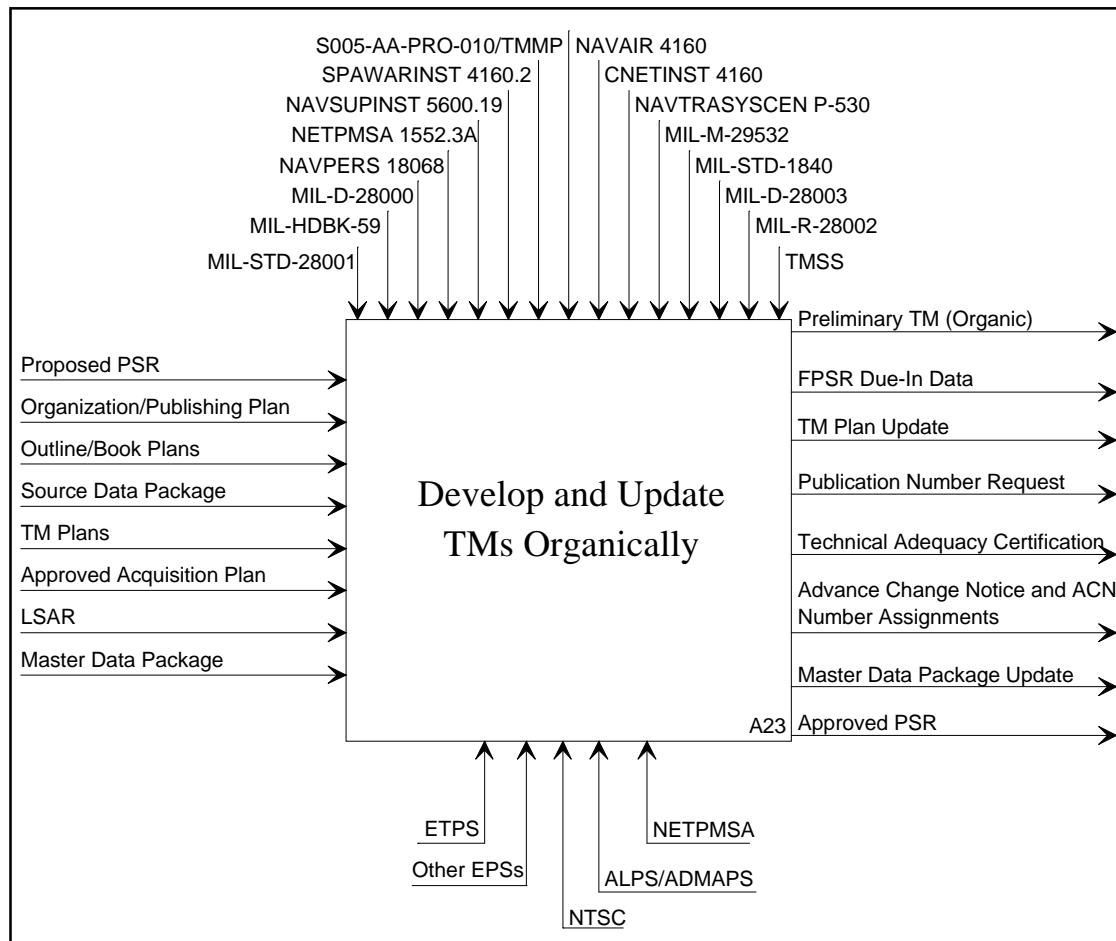 S005-AA-PRO-010/TMMP
NAVAIR 4160
SPAWARINST 4160.2
CNETINST 4160
NAVSUPINST 5600.19
NAVTRASYSCEN P-530
NETPMSA 1552.3A
MIL-M-29532
NAVPERS 18068
MIL-STD-1840
MIL-D-28000
MIL-D-28003
MIL-HDBK-59
MIL-R-28002
MIL-STD-28001
TMSS
Proposed PSR
Organization/Publishing Plan
Outline/Book Plans
Source Data Package
TM Plans
Approved Acquisition Plan
LSAR
Master Data Package
Develop and Update
TMs Organically
A23
Preliminary TM (Organic)
FPSR Due-In Data
TM Plan Update
Publication Number Request
Technical Adequacy Certification
Advance Change Notice and ACN
Number Assignments
Master Data Package Update
Approved PSR
ETPS
Other EPSs
NTSC
ALPS/ADMAPS
NETPMSA